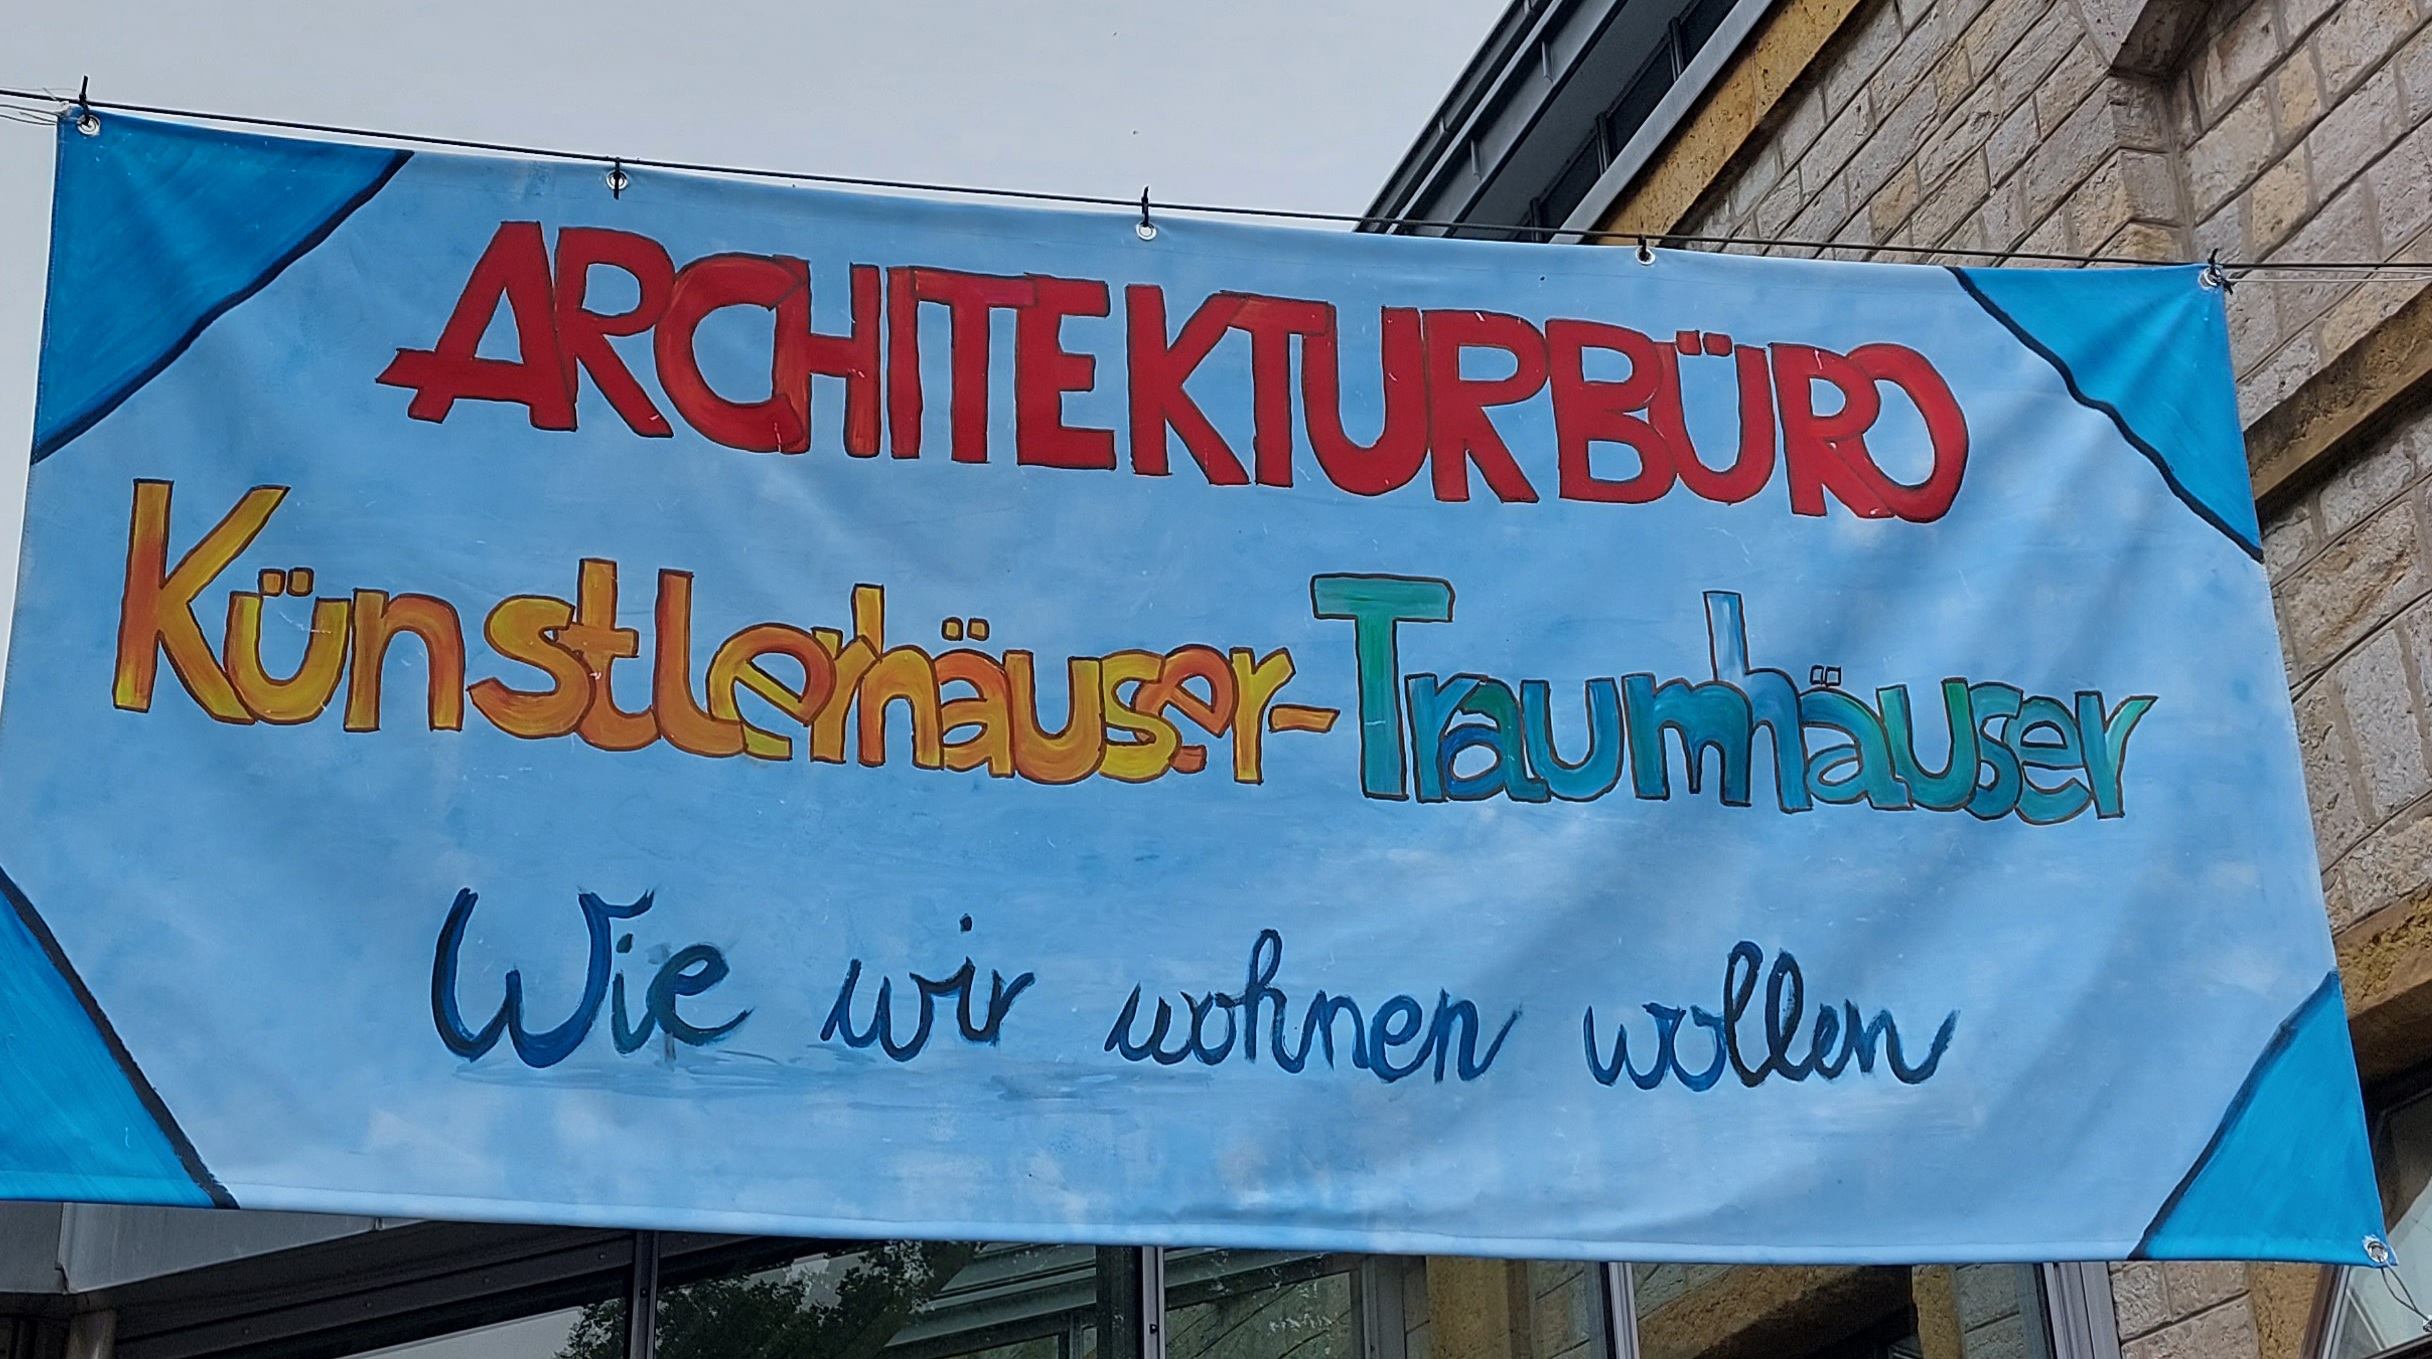 ARCHITEKTURBÜRO
Künstlerhäuser-Traumhäuser
Wie wir wohnen wollen